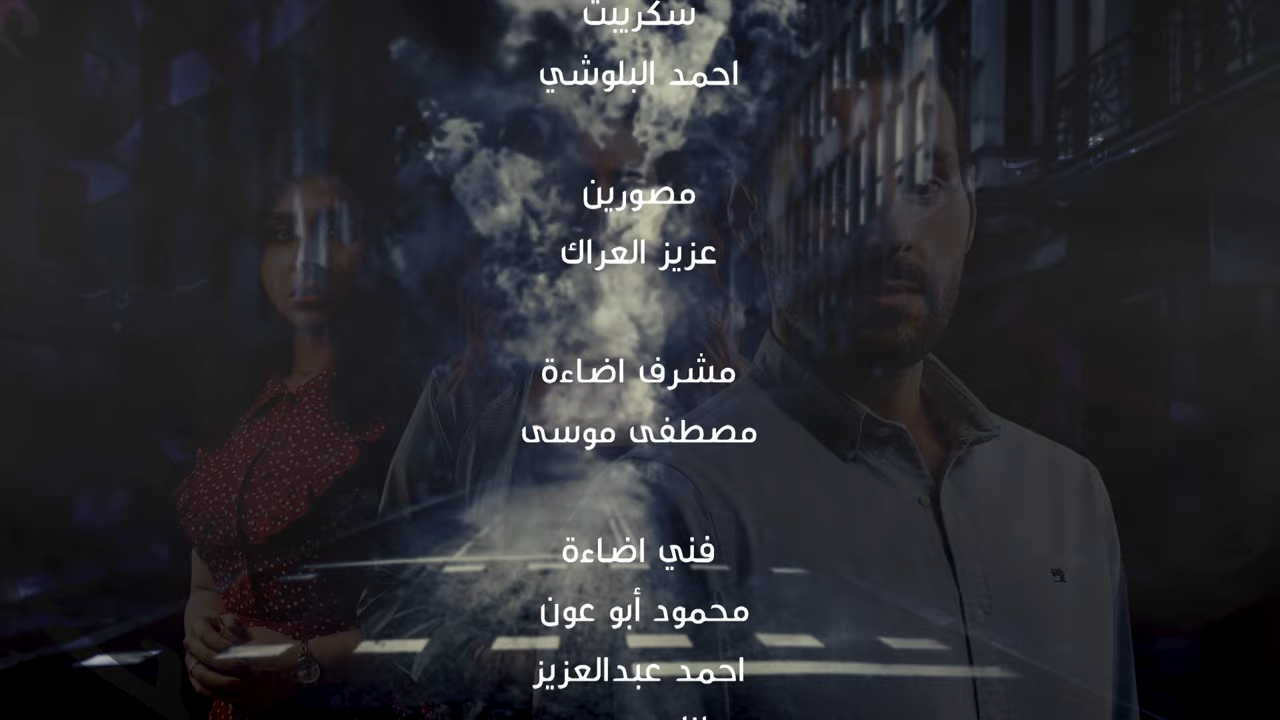 سكريبت
احمد البلوشي
مصورين
عزيز العراك
مشرف اضاءة
مصطفى موسى
فني اضاءة
محمود أبو عون
احمد عبدالعزيز